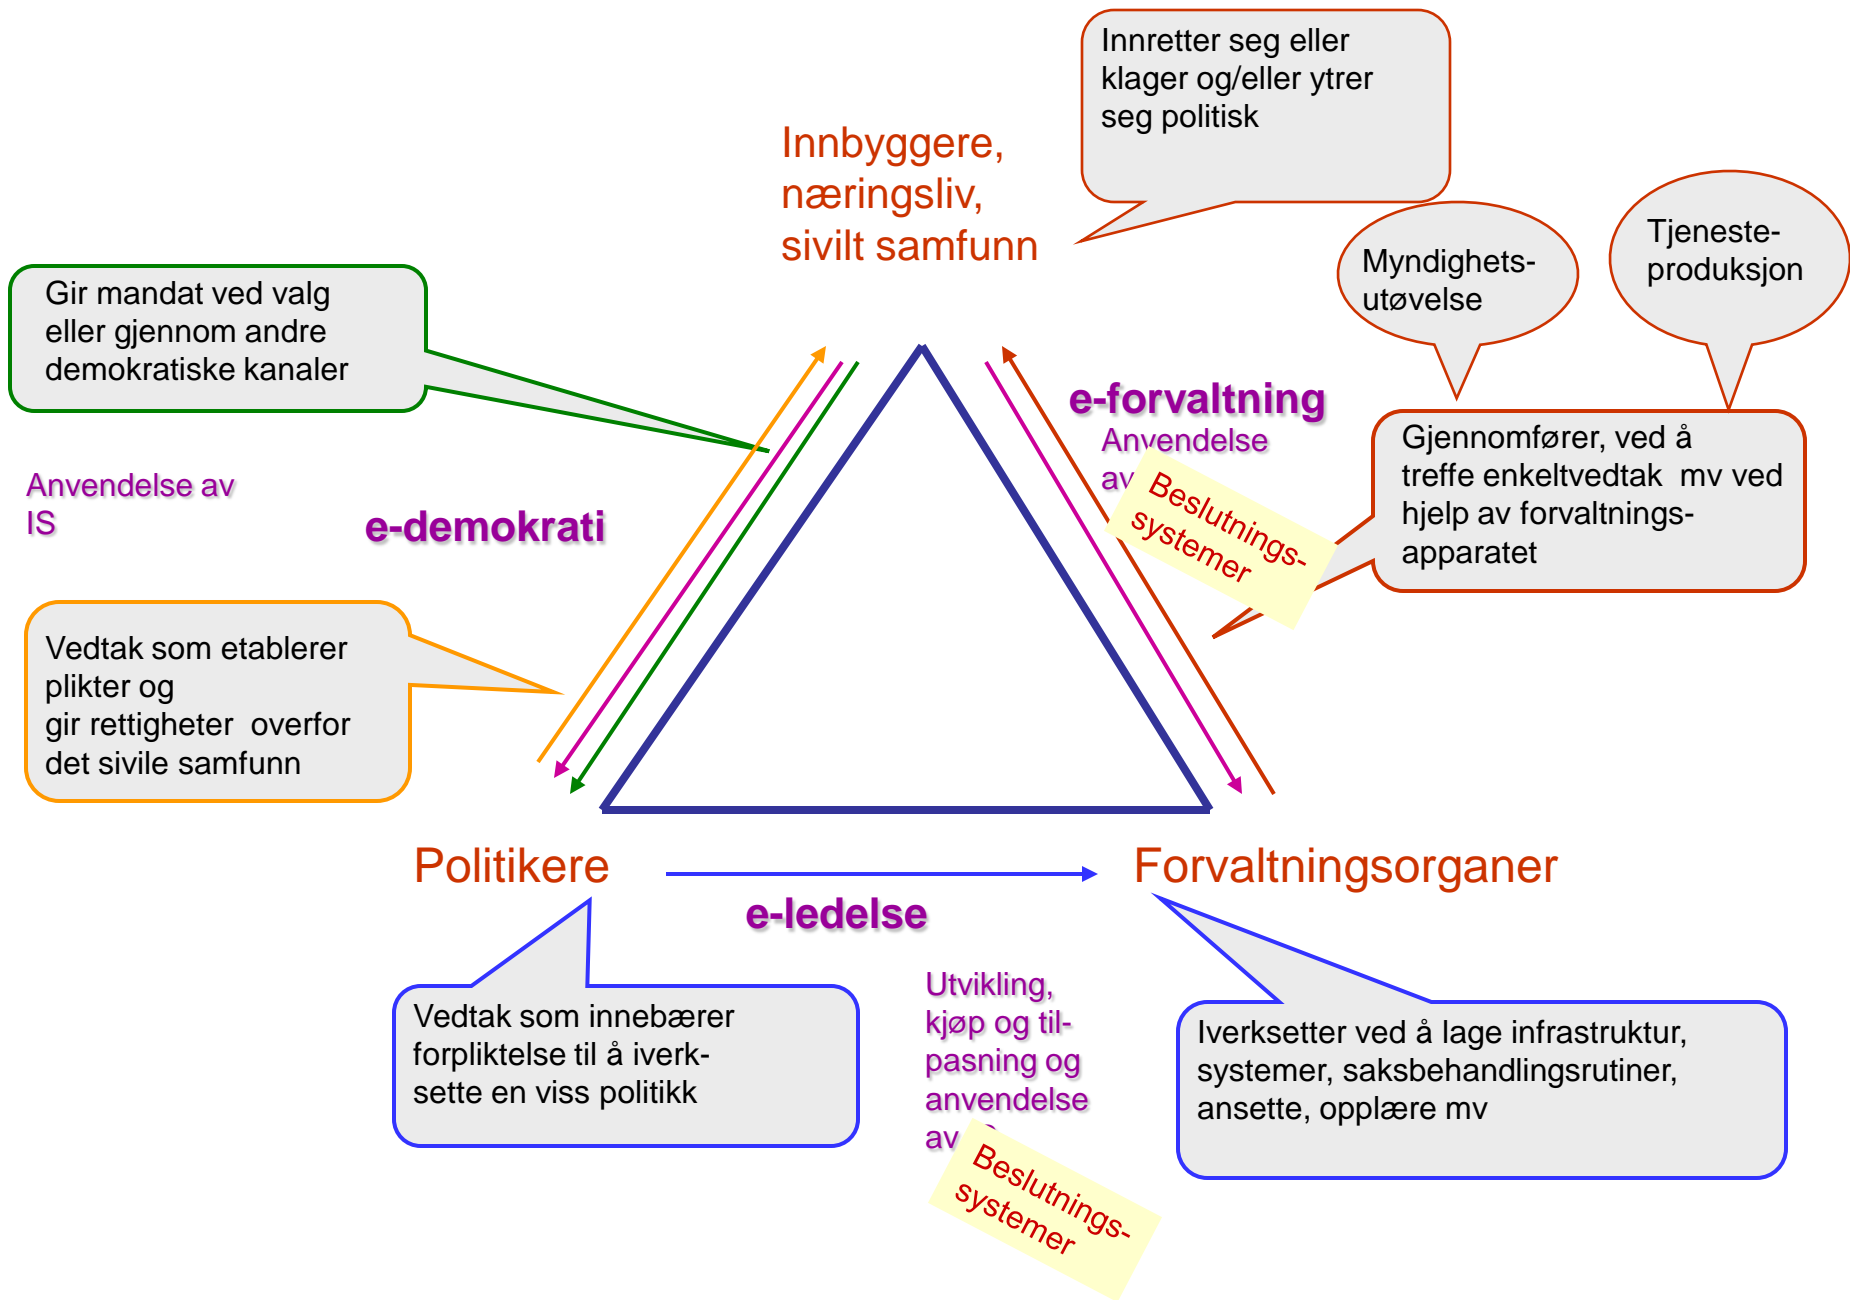 Innretter seg eller
klager og/eller ytrer
seg politisk
Innbyggere,
næringsliv,
sivilt samfunn
Myndighets-
utøvelse
Tjeneste-
produksjon
Gir mandat ved valg
eller gjennom andre
demokratiske kanaler
e-forvaltning
Anvendelse
av
Beslutnings-
systemer
Gjennomfører, ved å
treffe enkeltvedtak mv ved
hjelp av forvaltnings-
apparatet
Anvendelse av
IS
e-demokrati
Vedtak som etablerer
plikter og
gir rettigheter overfor
det sivile samfunn
Politikere
Forvaltningsorganer
e-ledelse
Vedtak som innebærer
forpliktelse til å iverk-
sette en viss politikk
Utvikling,
kjøp og til-
pasning og
anvendelse
av
Beslutnings-
systemer
Iverksetter ved å lage infrastruktur,
systemer, saksbehandlingsrutiner,
ansette, opplære mv